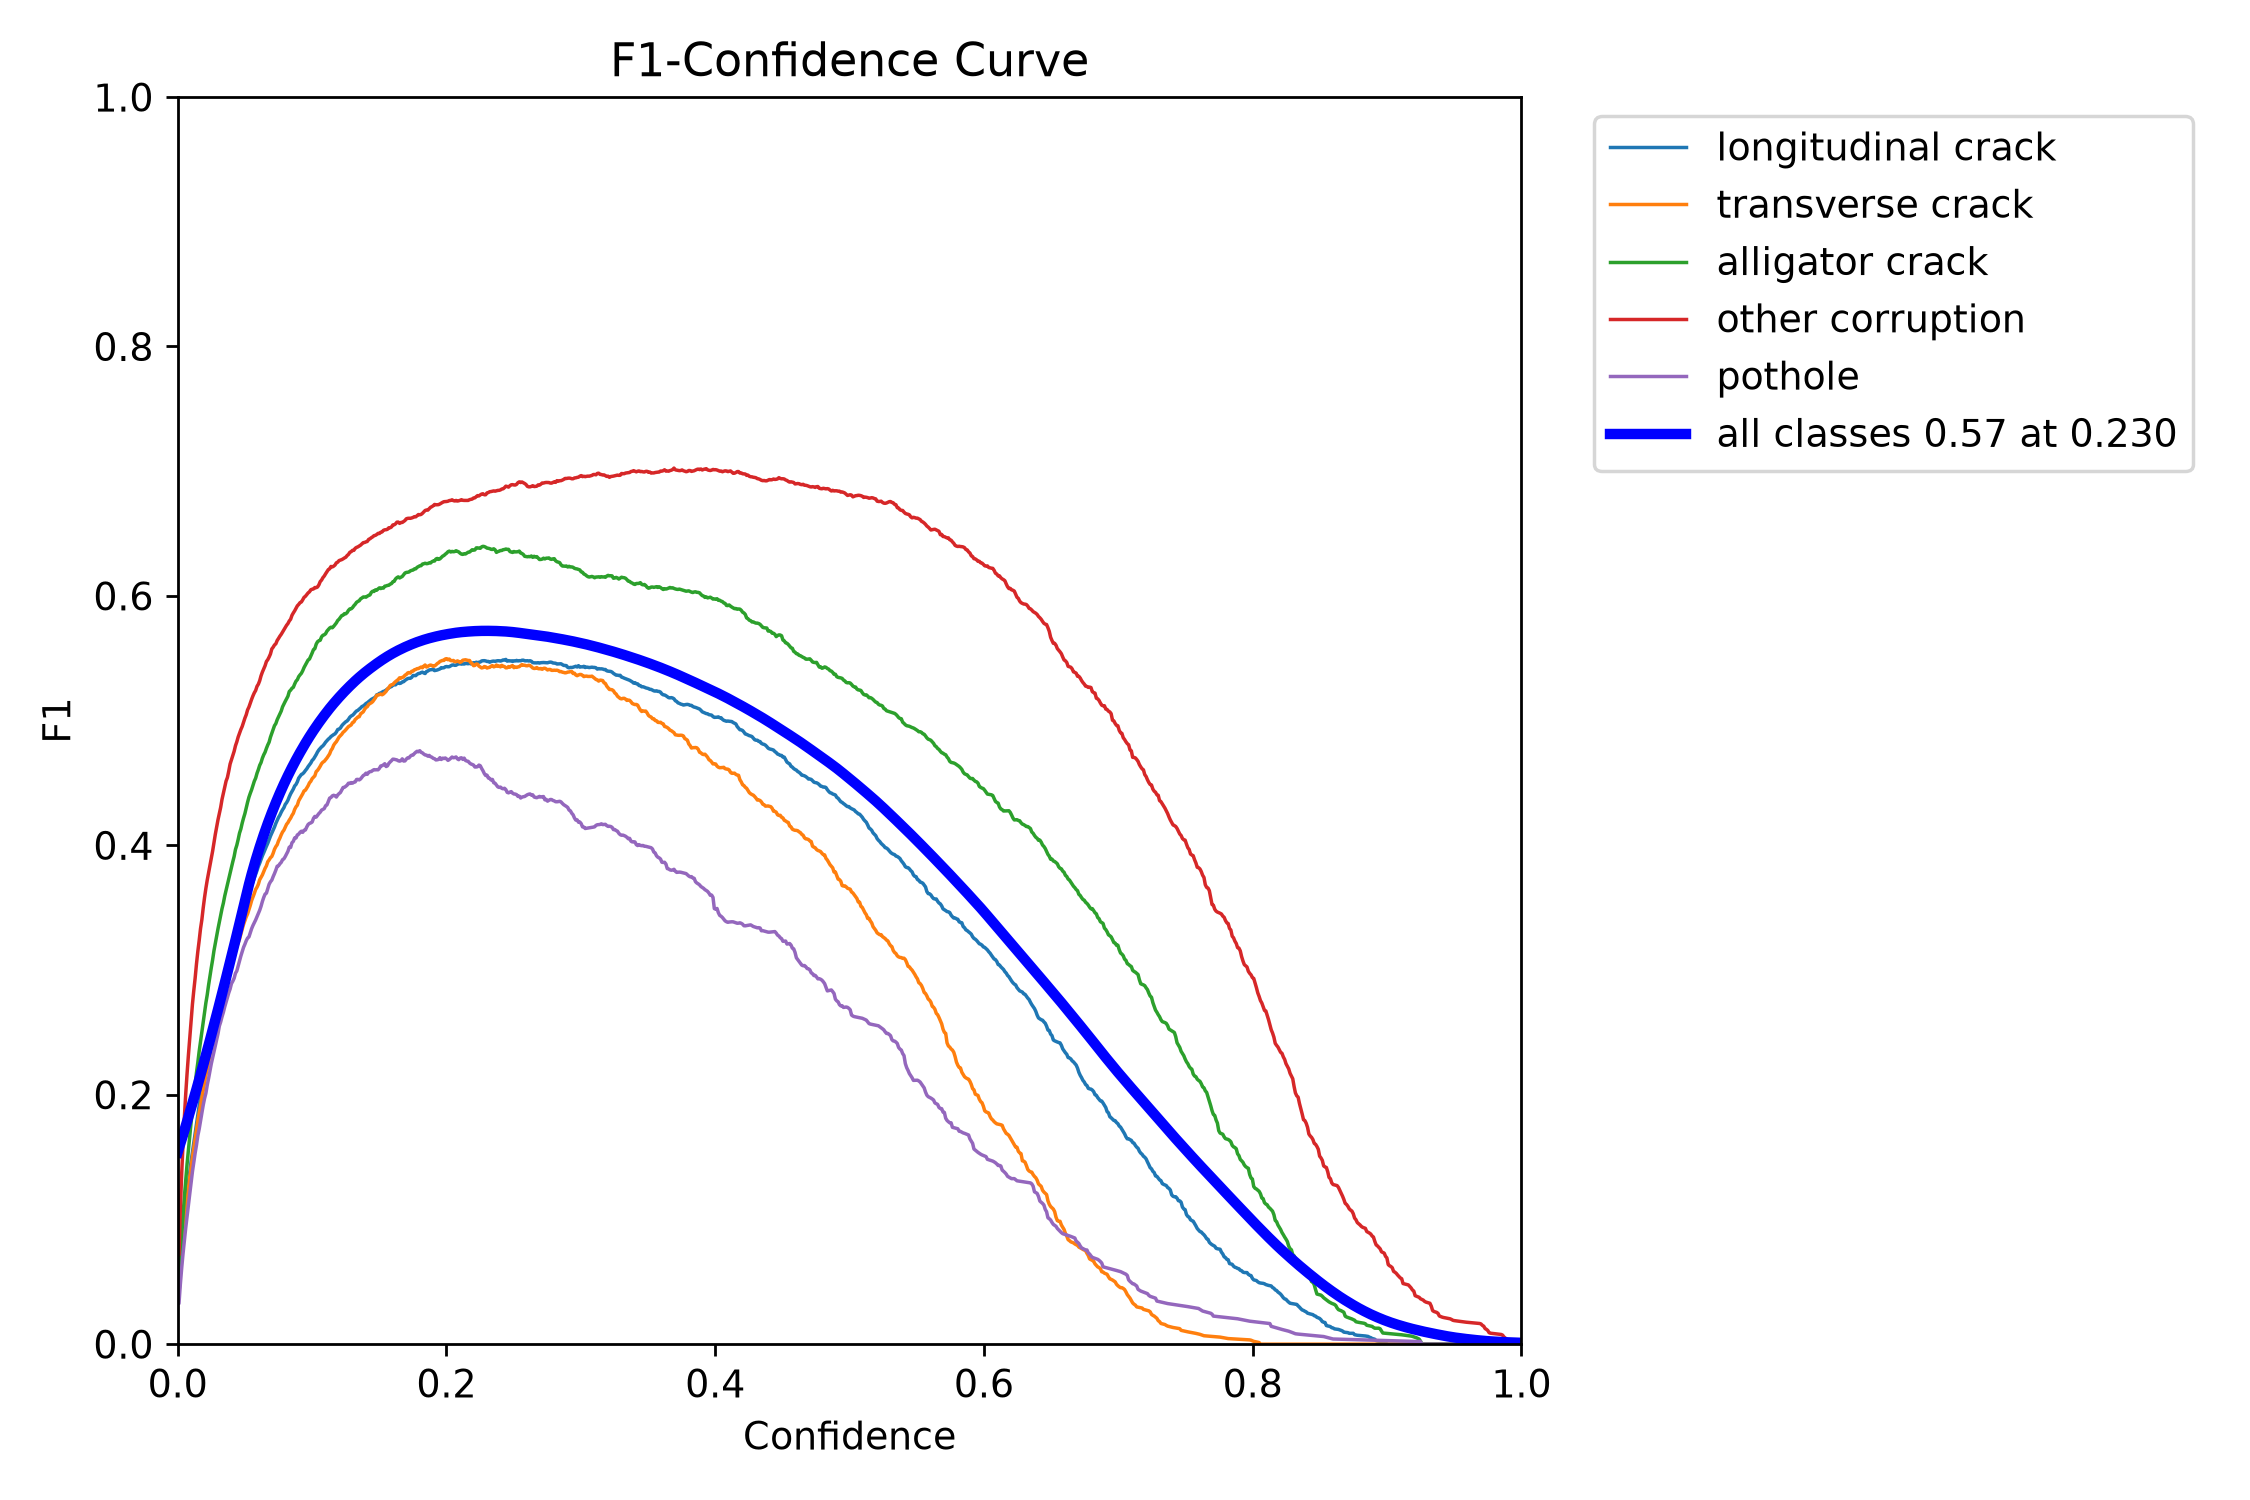 F1-Confidence Curve
1.0
0.8
0.6
0.4
0.2
0.0
F1
0.0 0.2 0.4 0.6 0.8 1.0
Confidence
longitudinal crack
transverse crack
alligator crack
other corruption
pothole
all classes 0.57 at 0.230